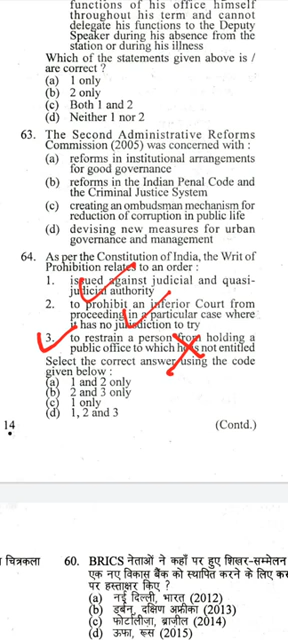 functions of his office himself
throughout his term and cannot
delegate his functions to the Deputy
Speaker during his absence from the
station or during his illness
Which of the statements given above is /
are correct ?
(a) 1 only
(b) 2 only
(c) Both 1 and 2
(d) Neither 1 nor 2
63. The Second Administrative Reforms
Commission (2005) was concerned with :
(a) reforms in institutional arrangements
for good governance
(b) reforms in the Indian Penal Code and
the Criminal Justice System
(c) creating an ombudsman mechanism for
reduction of corruption in public life
(d) devising new measures for urban
governance and management
64. As per the Constitution of India, the Writ of
Prohibition relates to an order :
1. issued against judicial and quasi-
judicial authority
2. to prohibit an inferior Court from
proceeding in a particular case where
it has no jurisdiction to try
3. to restrain a person from holding a
public office to which he is not entitled
Select the correct answer using the code
given below :
(a) 1 and 2 only
(b) 2 and 3 only
(c) 1 only
(d) 1, 2 and 3
14 (Contd.)
चित्रकला
60. BRICS नेताओं ने कहाँ पर हुए शिखर-सम्मेलन
एक नए विकास बैंक को स्थापित करने के लिए
पर हस्ताक्षर किए ?
(a) नई दिल्ली, भारत (2012)
(b) डर्बन, दक्षिण अफ्रीका (2013)
(c) फोर्टालीज़ा, ब्राज़ील (2014)
(d) ऊफा, रूस (2015)